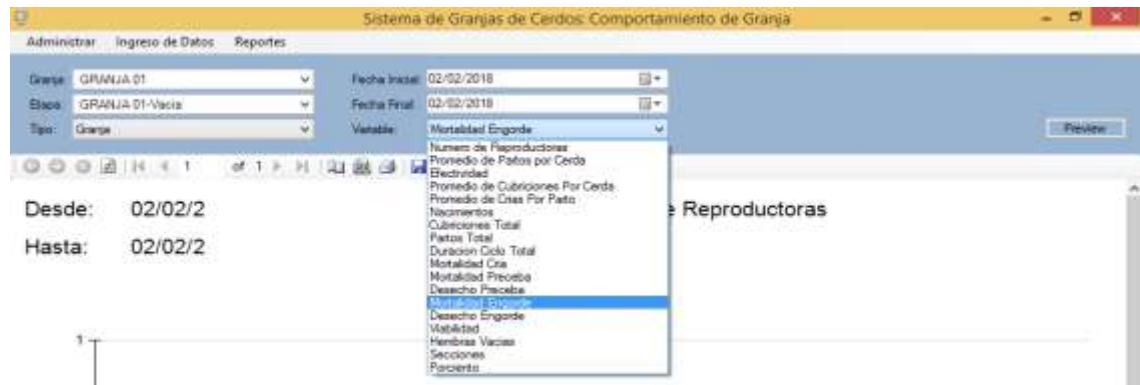 Sistema de Granjas de Cerdos: Comportamiento de Granja
Administrar Ingreso de Datos Reportes
Granja: GRANJA 01 Fecha Inicial: 02/02/2018
Etapa: GRANJA 01-Vacia Fecha Final: 02/02/2018
Tipo: Granja Variable: Mortalidad Engorde Preview
Numero de Reproductoras
Promedio de Partos por Cerda
Efectividad
Promedio de Cubriciones Por Cerda
Promedio de Crias Por Parto
Nacimientos
Cubriciones Total
Partos Total
Duracion Ciclo Total
Mortalidad Cria
Mortalidad Preceba
Desecho Preceba
Mortalidad Engorde
Desecho Engorde
Viabilidad
Hembras Vacias
Secciones
Porciento
1 of 1
Desde: 02/02/2 e Reproductoras
Hasta: 02/02/2
1